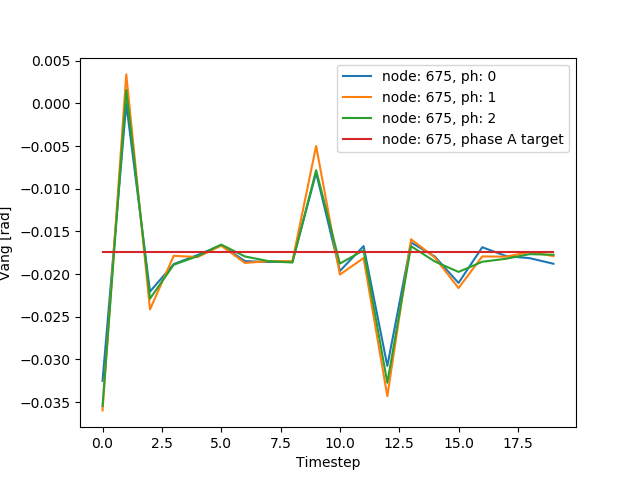 node: 675, ph: 0
node: 675, ph: 1
node: 675, ph: 2
node: 675, phase A target
0.005
0.000
−0.005
−0.010
−0.015
−0.020
−0.025
−0.030
−0.035
Vang [rad]
0.0 2.5 5.0 7.5 10.0 12.5 15.0 17.5
Timestep